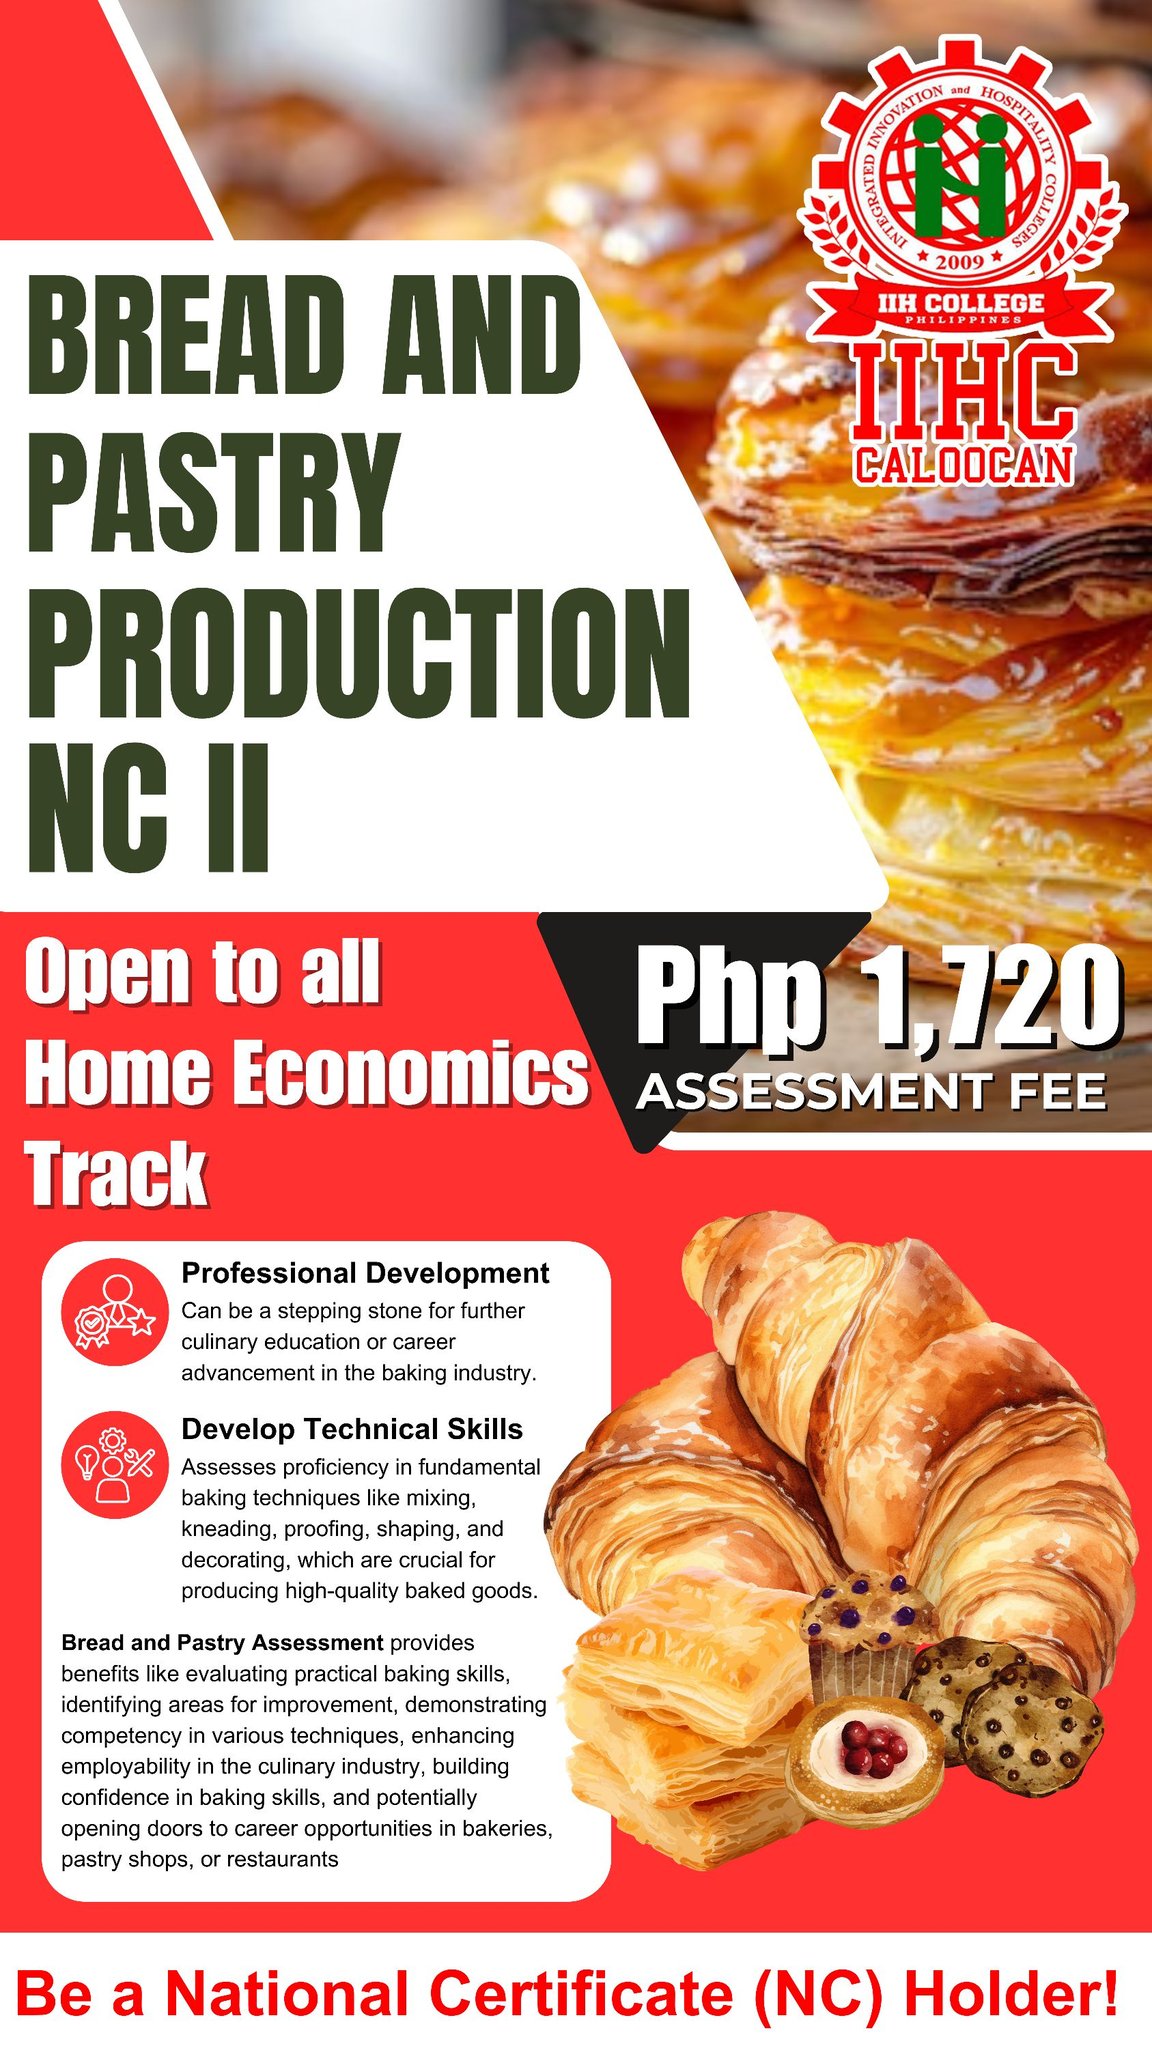 INTEGRATED INNOVATION and HOSPITALITY COLLEGES
★ 2009 ★
IIH COLLEGE
PHILIPPINES
IIHC
CALOOCAN
BREAD AND
PASTRY
PRODUCTION
NC II
Open to all
Home Economics
Track
Php 1,720
ASSESSMENT FEE
Professional Development
Can be a stepping stone for further
culinary education or career
advancement in the baking industry.
Develop Technical Skills
Assesses proficiency in fundamental
baking techniques like mixing,
kneading, proofing, shaping, and
decorating, which are crucial for
producing high-quality baked goods.
Bread and Pastry Assessment provides
benefits like evaluating practical baking skills,
identifying areas for improvement, demonstrating
competency in various techniques, enhancing
employability in the culinary industry, building
confidence in baking skills, and potentially
opening doors to career opportunities in bakeries,
pastry shops, or restaurants
Be a National Certificate (NC) Holder!